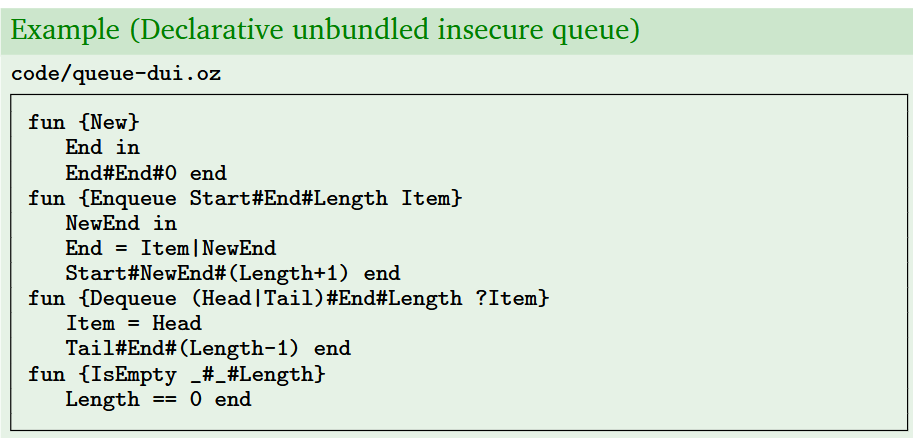 Example (Declarative unbundled insecure queue)
code/queue-dui.oz
fun {New}
   End in
   End#End#0 end
fun {Enqueue Start#End#Length Item}
   NewEnd in
   End = Item|NewEnd
   Start#NewEnd#(Length+1) end
fun {Dequeue (Head|Tail)#End#Length ?Item}
   Item = Head
   Tail#End#(Length-1) end
fun {IsEmpty _#_#Length}
   Length == 0 end